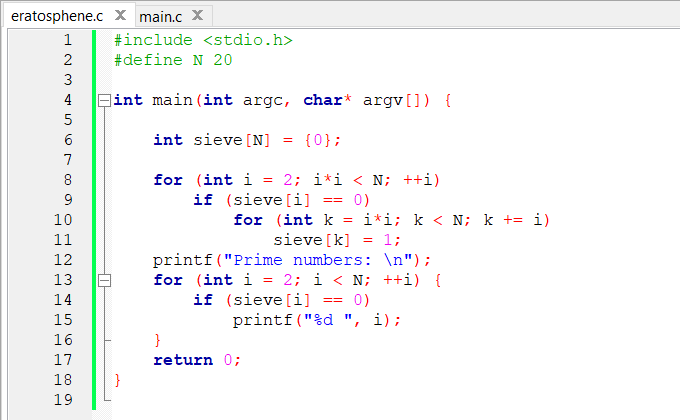 eratosphene.c X main.c X
1 #include <stdio.h>
2 #define N 20
3
4 int main(int argc, char* argv[]) {
5
6     int sieve[N] = {0};
7
8     for (int i = 2; i*i < N; ++i)
9         if (sieve[i] == 0)
10             for (int k = i*i; k < N; k += i)
11                 sieve[k] = 1;
12     printf("Prime numbers: \n");
13     for (int i = 2; i < N; ++i) {
14         if (sieve[i] == 0)
15             printf("%d ", i);
16     }
17     return 0;
18 }
19